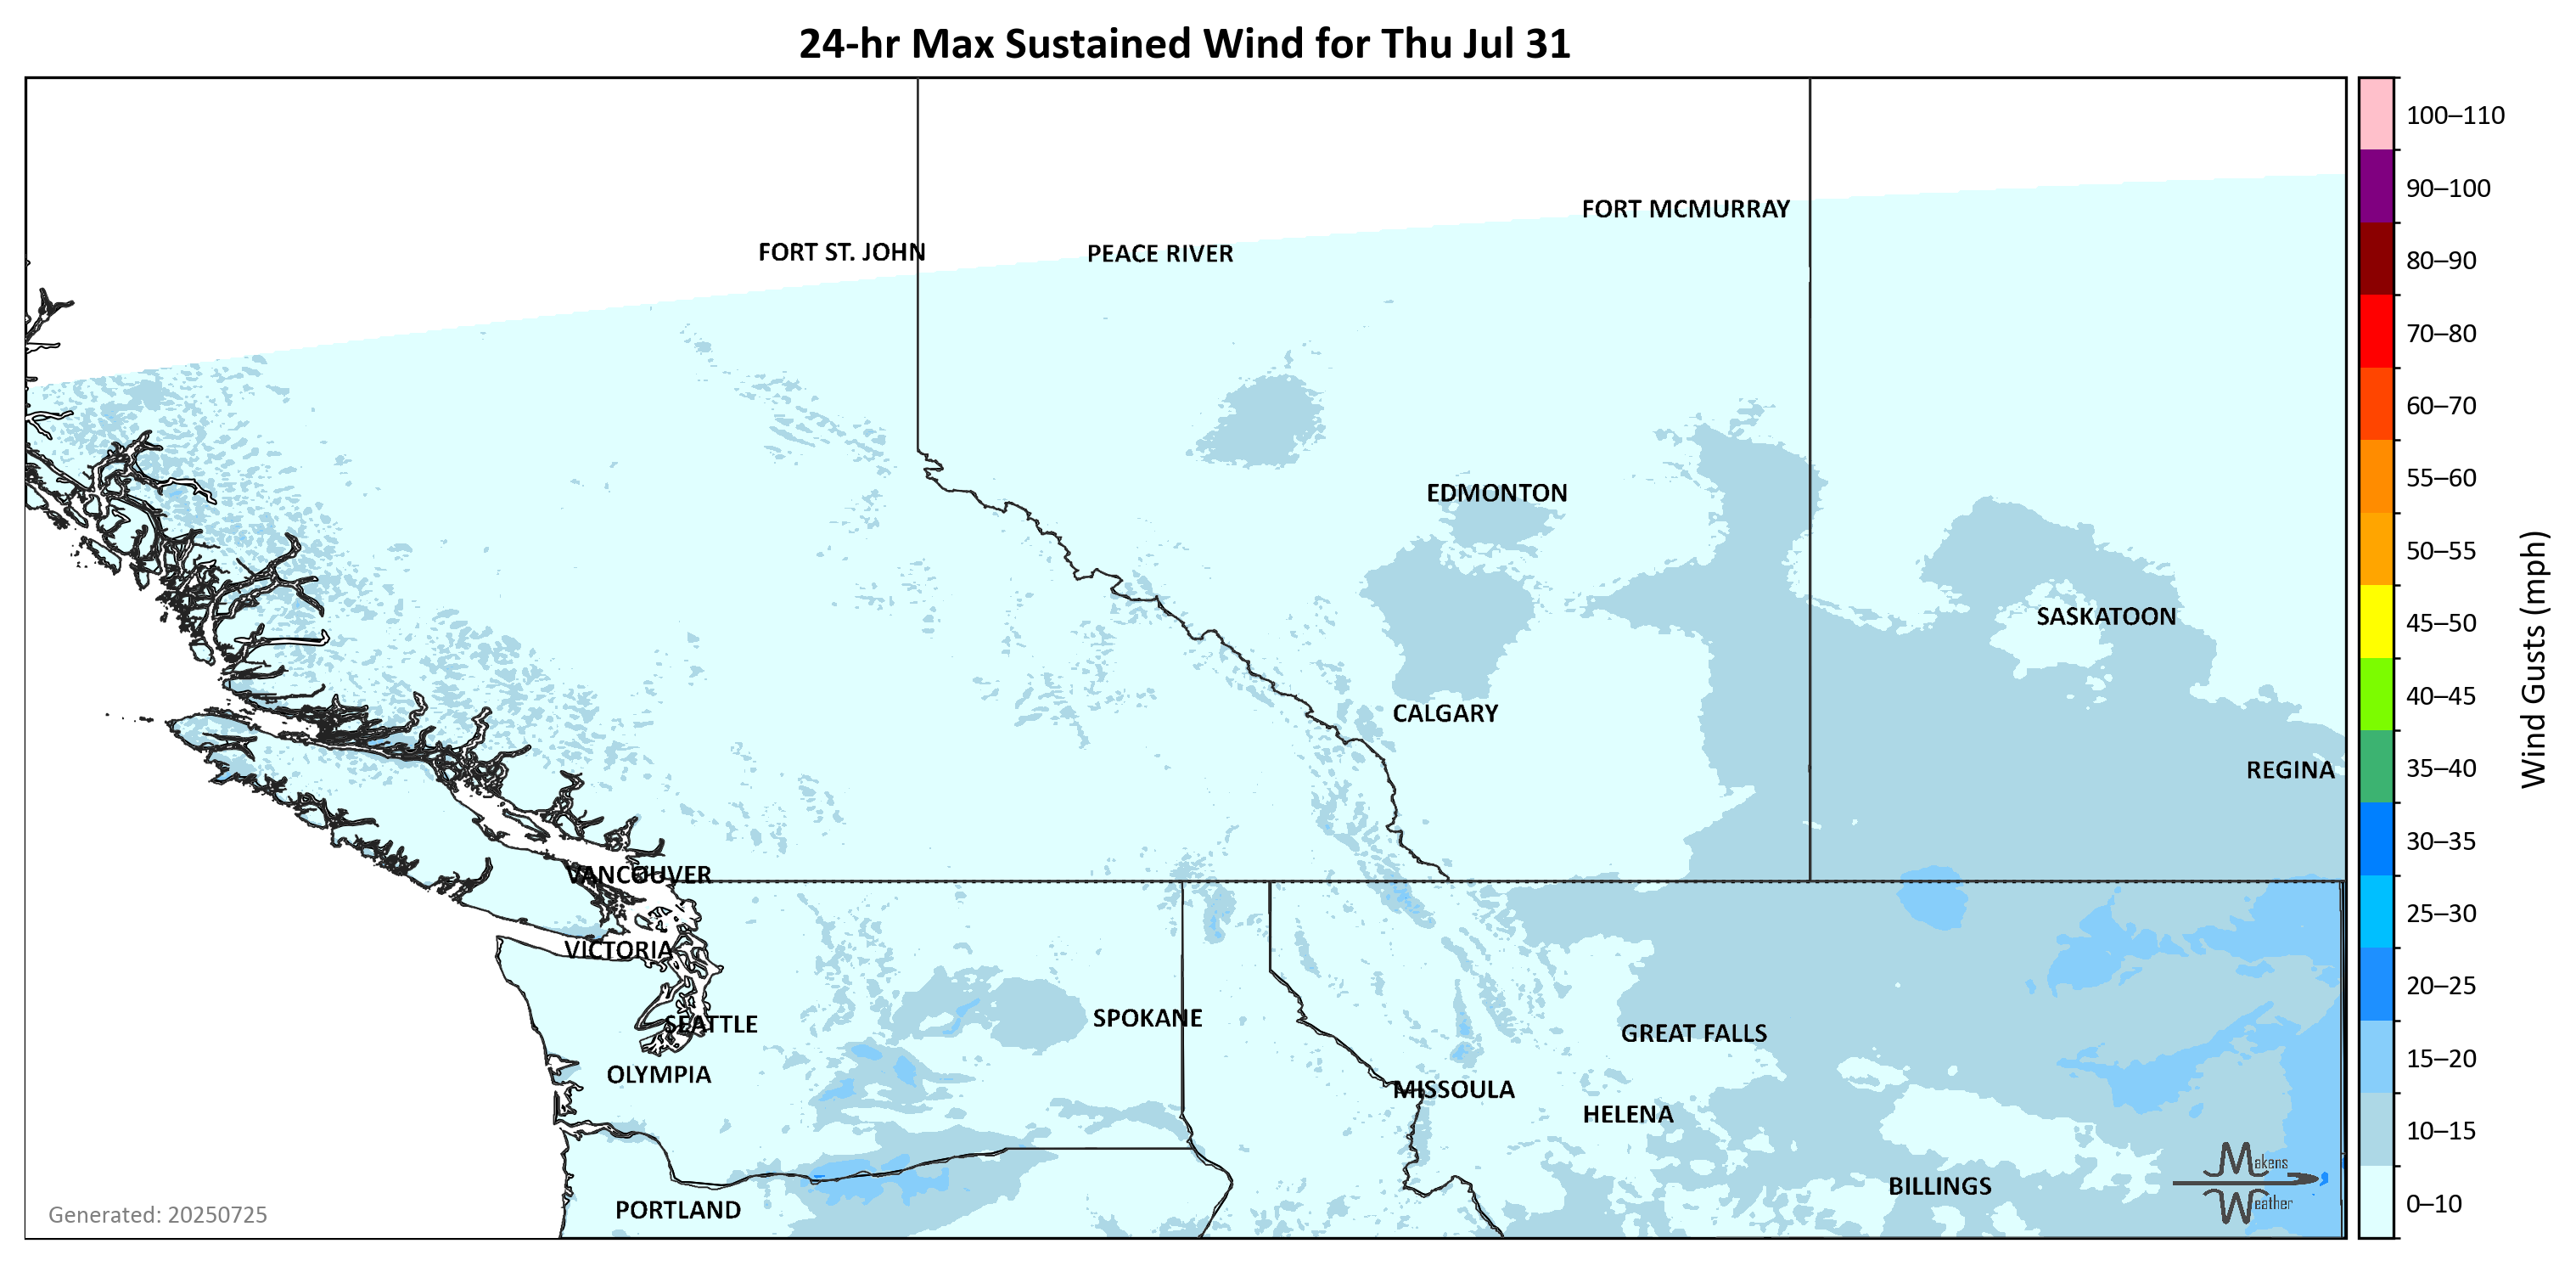 24-hr Max Sustained Wind for Thu Jul 31
100–110
FORT MCMURRAY
90–100
FORT ST. JOHN
PEACE RIVER
80–90
70–80
60–70
EDMONTON
55–60
50–55
SASKATOON
45–50
Wind Gusts (mph)
40–45
CALGARY
REGINA
35–40
30–35
VANCOUVER
25–30
VICTORIA
20–25
SEATTLE
SPOKANE
GREAT FALLS
15–20
OLYMPIA
MISSOULA
HELENA
10–15
Makens
Weather
BILLINGS
0–10
PORTLAND
Generated: 20250725